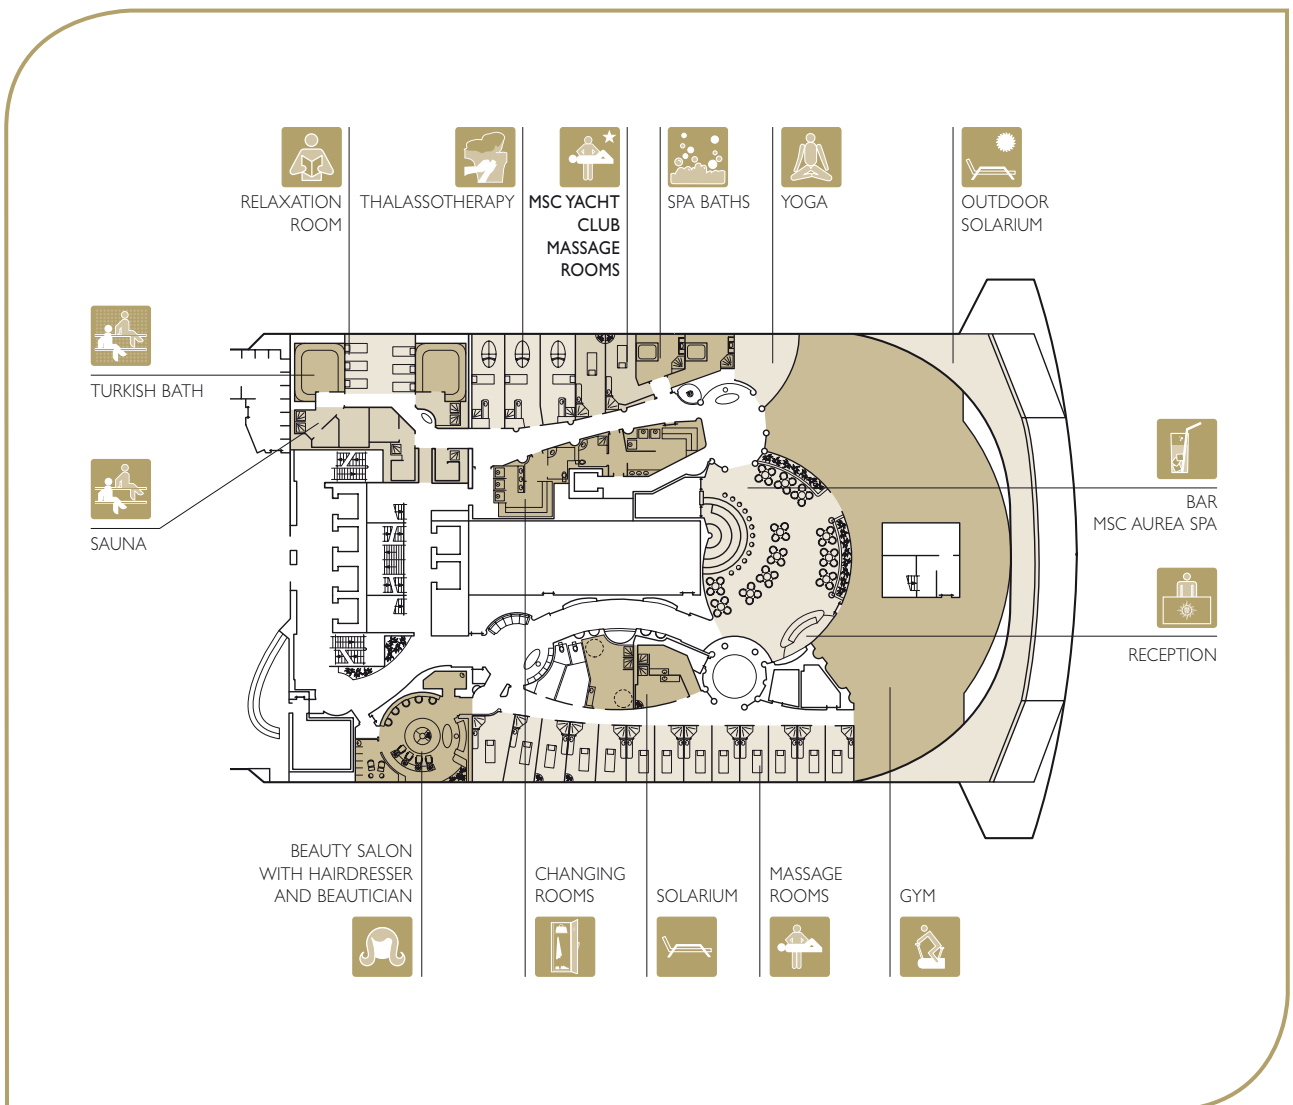 RELAXATION
ROOM
THALASSOTHERAPY
MSC YACHT
CLUB
MASSAGE
ROOMS
SPA BATHS
YOGA
OUTDOOR
SOLARIUM
TURKISH BATH
SAUNA
BAR
MSC AUREA SPA
RECEPTION
BEAUTY SALON
WITH HAIRDRESSER
AND BEAUTICIAN
CHANGING
ROOMS
SOLARIUM
MASSAGE
ROOMS
GYM